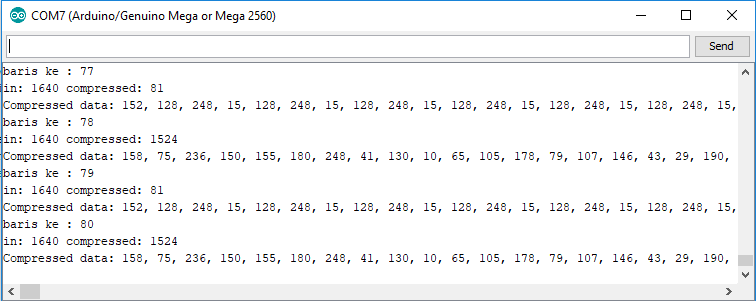 COM7 (Arduino/Genuino Mega or Mega 2560)
Send
baris ke : 77
in: 1640 compressed: 81
Compressed data: 152, 128, 248, 15, 128, 248, 15, 128, 248, 15, 128, 248, 15, 128, 248, 15, 128, 248, 15,
baris ke : 78
in: 1640 compressed: 1524
Compressed data: 158, 75, 236, 150, 155, 180, 248, 41, 130, 10, 65, 105, 178, 79, 107, 146, 43, 29, 190,
baris ke : 79
in: 1640 compressed: 81
Compressed data: 152, 128, 248, 15, 128, 248, 15, 128, 248, 15, 128, 248, 15, 128, 248, 15, 128, 248, 15,
baris ke : 80
in: 1640 compressed: 1524
Compressed data: 158, 75, 236, 150, 155, 180, 248, 41, 130, 10, 65, 105, 178, 79, 107, 146, 43, 29, 190,